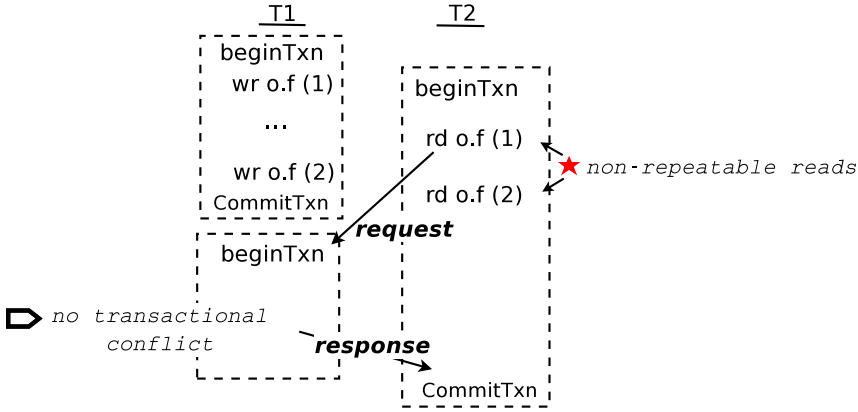 T1
T2
beginTxn
wr o.f (1)
...
wr o.f (2)
CommitTxn
beginTxn
rd o.f (1)
rd o.f (2)
non-repeatable reads
request
beginTxn
no transactional
conflict
response
CommitTxn